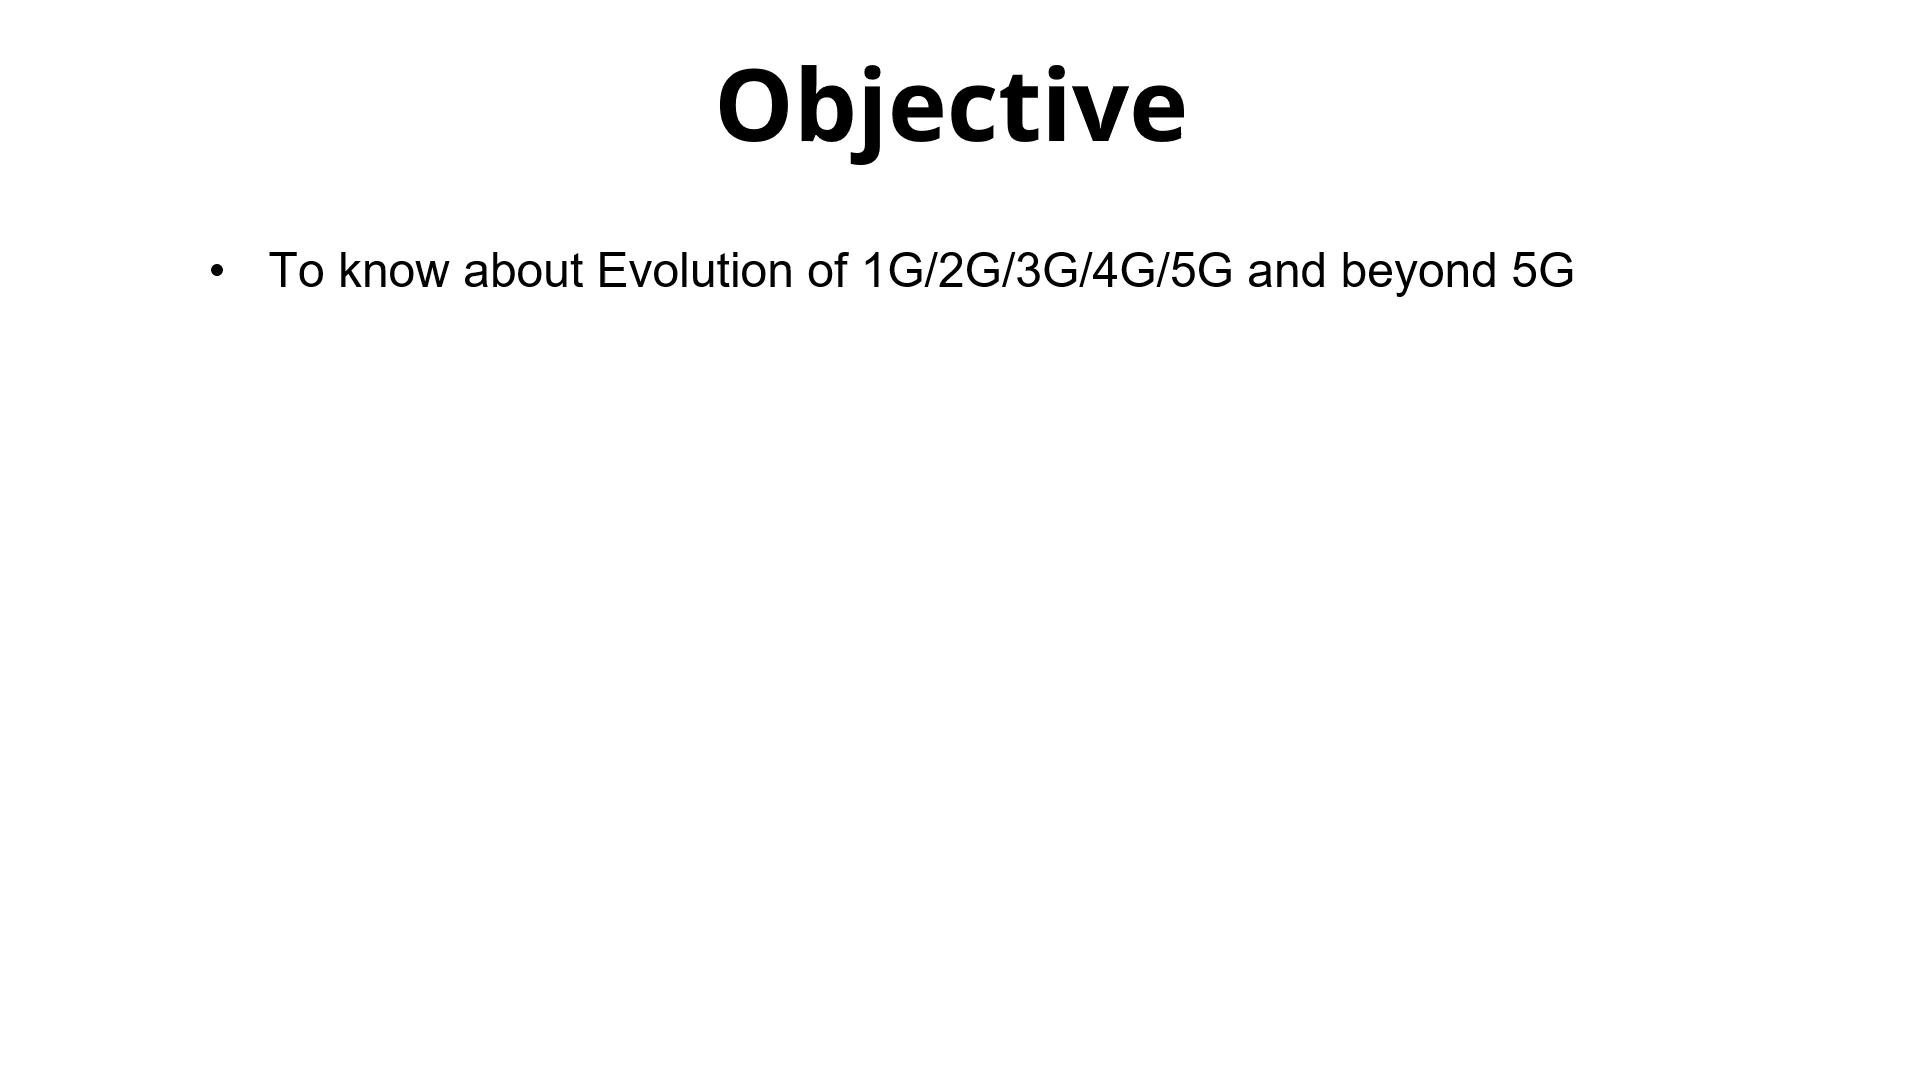 Objective
• To know about Evolution of 1G/2G/3G/4G/5G and beyond 5G